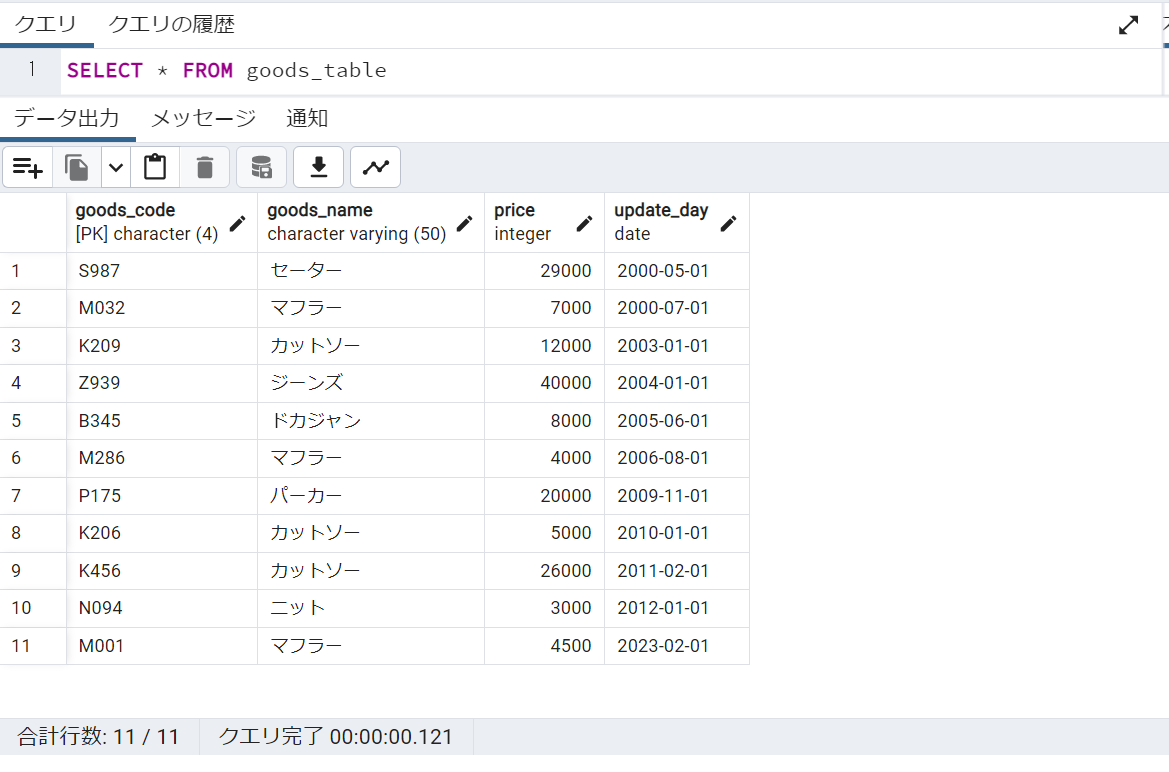 クエリ クエリの履歴
1 SELECT * FROM goods_table
データ出力 メッセージ 通知
goods_code goods_name price update_day
[PK] character (4) character varying (50) integer date
1 S987 セーター 29000 2000-05-01
2 M032 マフラー 7000 2000-07-01
3 K209 カットソー 12000 2003-01-01
4 Z939 ジーンズ 40000 2004-01-01
5 B345 ドカジャン 8000 2005-06-01
6 M286 マフラー 4000 2006-08-01
7 P175 パーカー 20000 2009-11-01
8 K206 カットソー 5000 2010-01-01
9 K456 カットソー 26000 2011-02-01
10 N094 ニット 3000 2012-01-01
11 M001 マフラー 4500 2023-02-01
合計行数: 11 / 11 クエリ完了 00:00:00.121